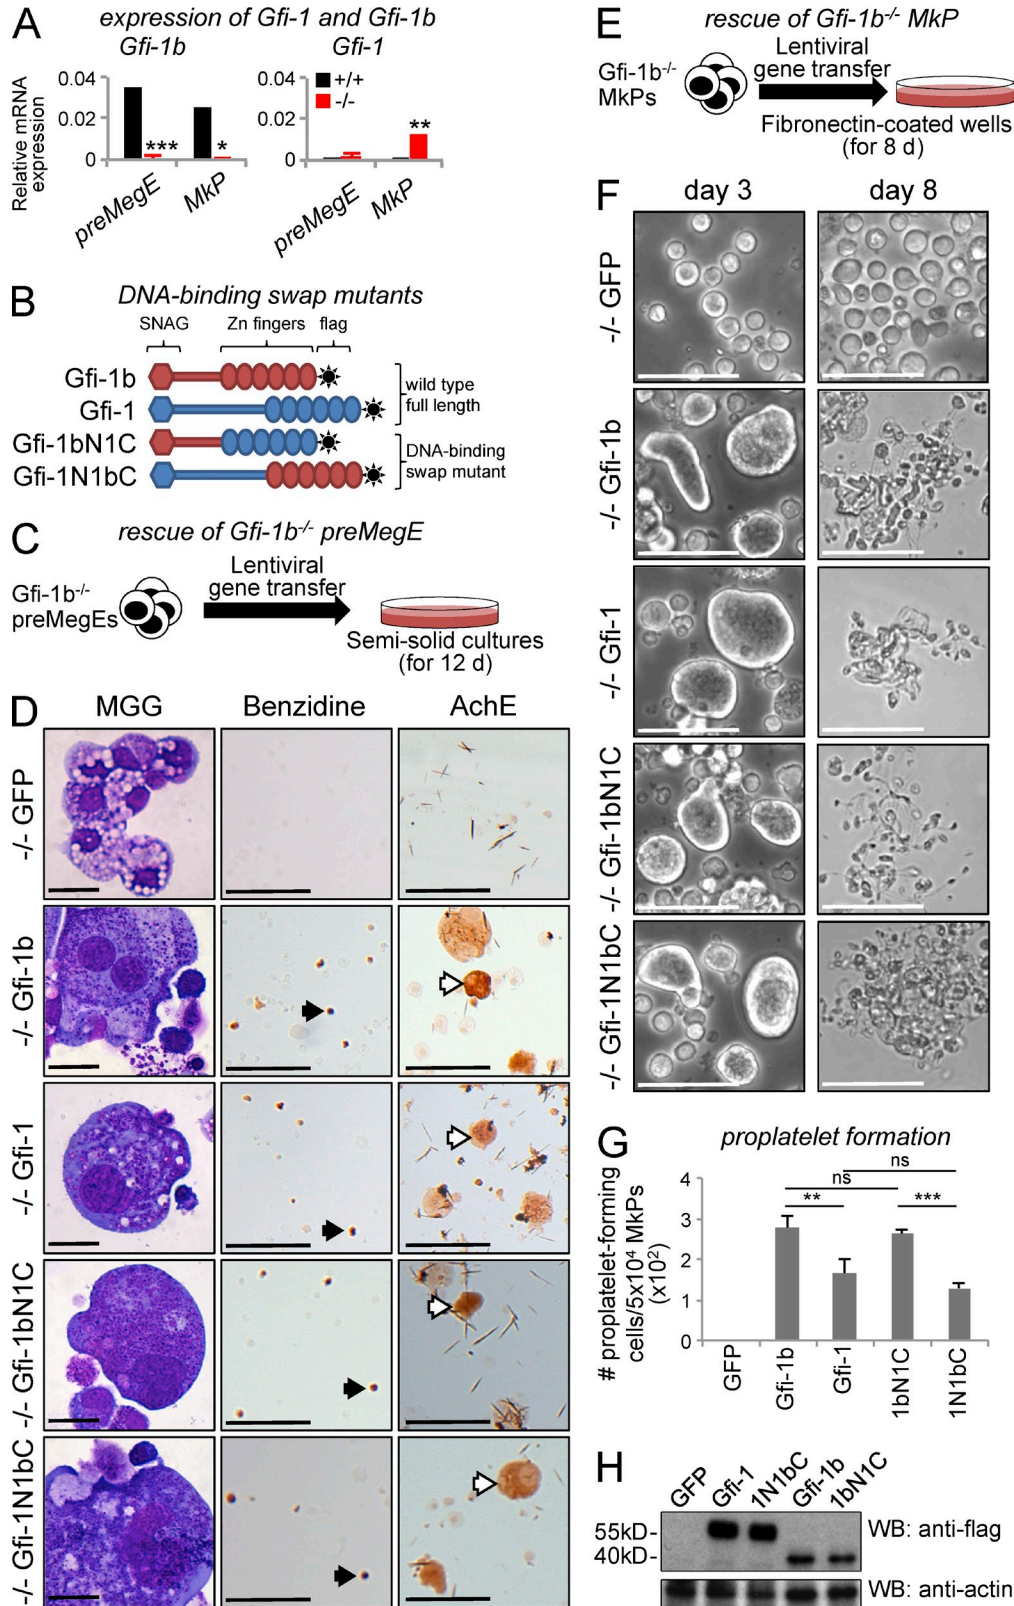 A
expression of Gfi-1 and Gfi-1b
Gfi-1b
Gfi-1
Relative mRNA
expression
0.04
0.02
0
0.04
0.02
0
+/+
-/-
***
*
**
preMegE
MkP
preMegE
MkP
B
DNA-binding swap mutants
SNAG
Zn fingers
flag
Gfi-1b
Gfi-1
Gfi-1bN1C
Gfi-1N1bC
wild type
full length
DNA-binding
swap mutant
C
rescue of Gfi-1b-/- preMegE
Gfi-1b-/-
preMegEs
Lentiviral
gene transfer
Semi-solid cultures
(for 12 d)
D
MGG
Benzidine
AchE
-/- GFP
-/- Gfi-1b
-/- Gfi-1
-/- Gfi-1bN1C
-/- Gfi-1N1bC
E
rescue of Gfi-1b-/- MkP
Gfi-1b-/-
MkPs
Lentiviral
gene transfer
Fibronectin-coated wells
(for 8 d)
F
day 3
day 8
-/- GFP
-/- Gfi-1b
-/- Gfi-1
-/- Gfi-1bN1C
-/- Gfi-1N1bC
G
proplatelet formation
# proplatelet-forming
cells/5x10⁴ MkPs
(x10²)
4
3
2
1
0
ns
ns
**
***
GFP
Gfi-1b
Gfi-1
1bN1C
1N1bC
H
GFP
Gfi-1
1N1bC
Gfi-1b
1bN1C
55kD-
40kD-
WB: anti-flag
WB: anti-actin